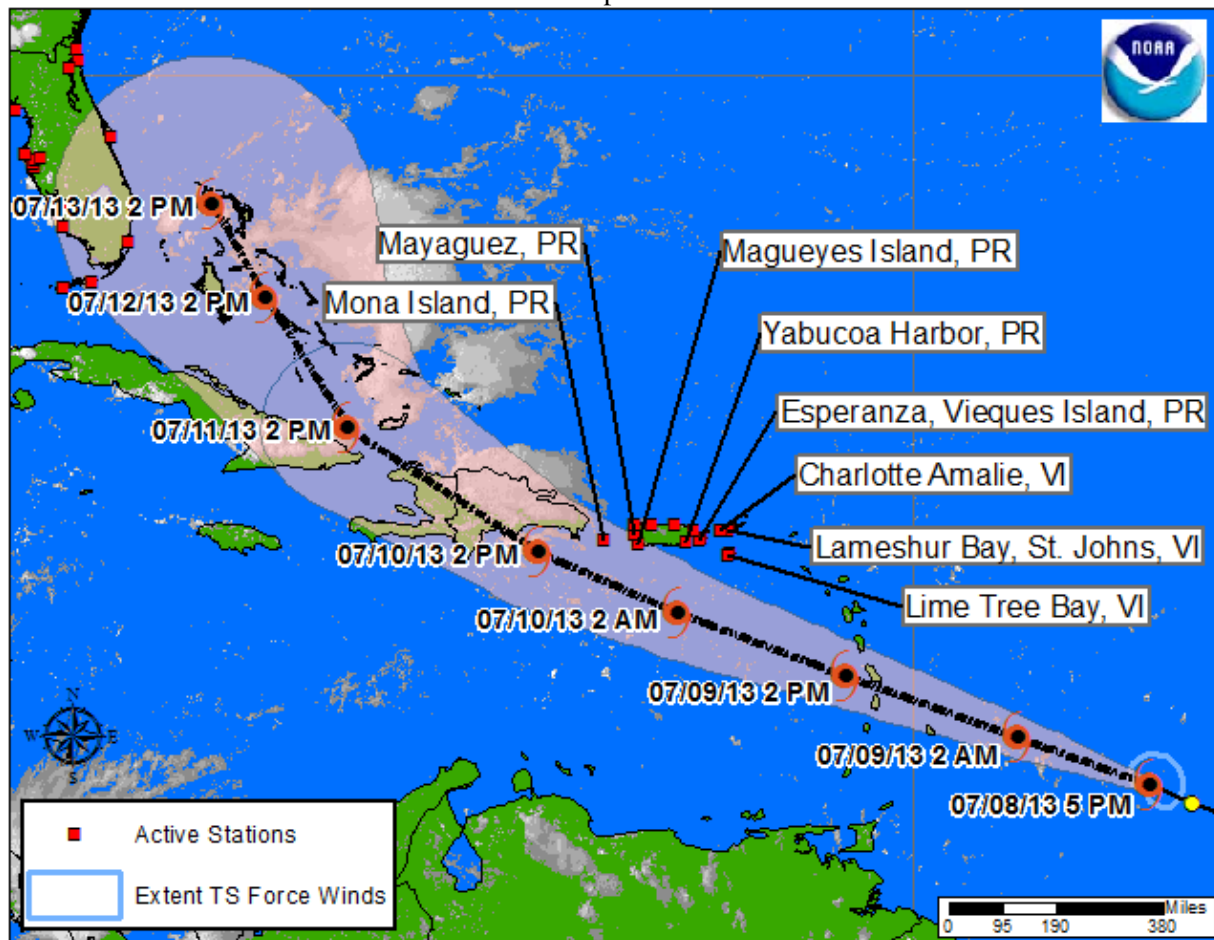 NOAA
07/13/13 2 PM
Mayaguez, PR
Magueyes Island, PR
07/12/13 2 PM
Mona Island, PR
Yabucoa Harbor, PR
Esperanza, Vieques Island, PR
07/11/13 2 PM
Charlotte Amalie, VI
07/10/13 2 PM
Lameshur Bay, St. Johns, VI
Lime Tree Bay, VI
07/10/13 2 AM
07/09/13 2 PM
N
W E
S
07/09/13 2 AM
07/08/13 5 PM
Active Stations
Extent TS Force Winds
Miles
0 95 190 380